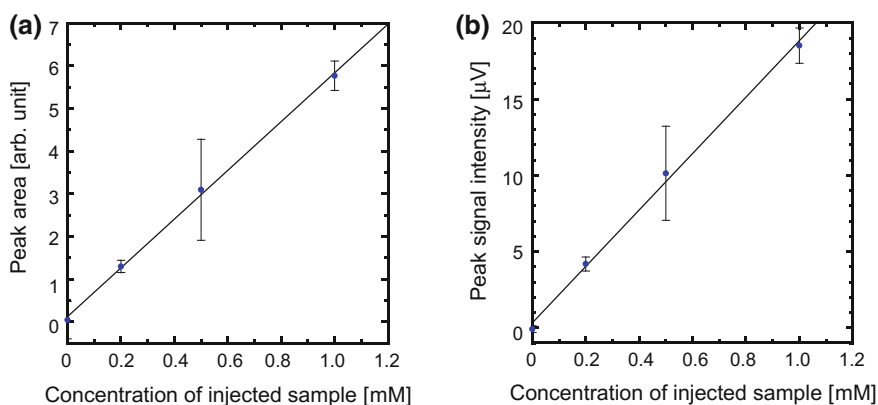 (a)
Peak area [arb. unit]
7
6
5
4
3
2
1
0
0 0.2 0.4 0.6 0.8 1.0 1.2
Concentration of injected sample [mM]
(b)
Peak signal intensity [μV]
20
15
10
5
0
0 0.2 0.4 0.6 0.8 1.0 1.2
Concentration of injected sample [mM]